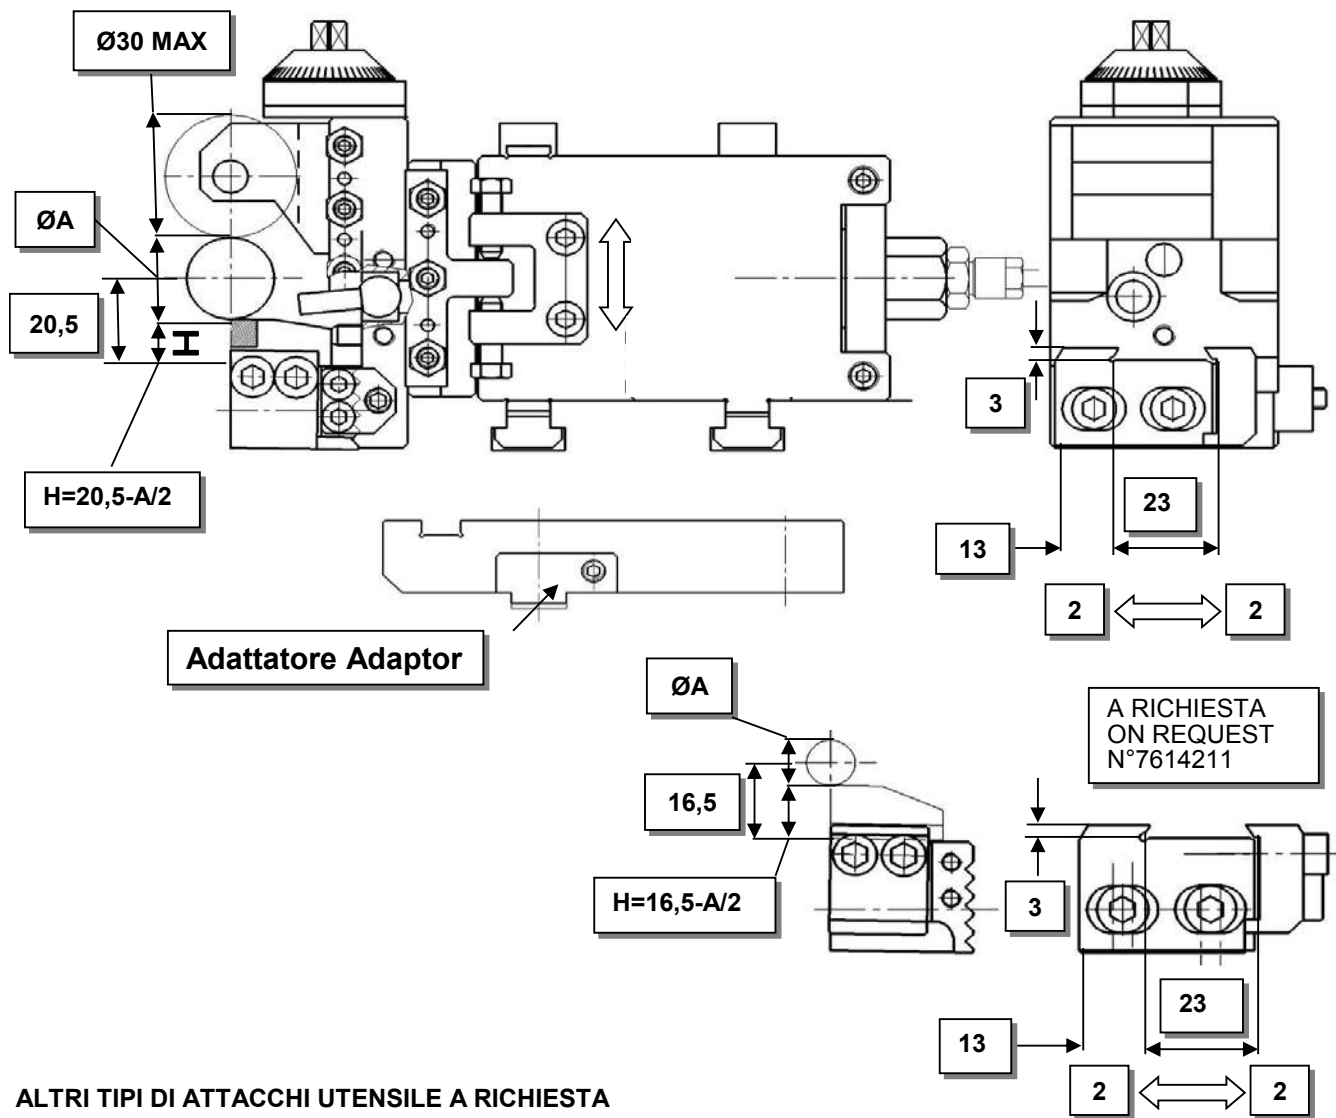 Ø30 MAX
ØA
20,5
H
H=20,5-A/2
3
23
13
2
2
Adattatore Adaptor
ØA
A RICHIESTA
ON REQUEST
N°7614211
16,5
H=16,5-A/2
3
23
13
2
2
ALTRI TIPI DI ATTACCHI UTENSILE A RICHIESTA